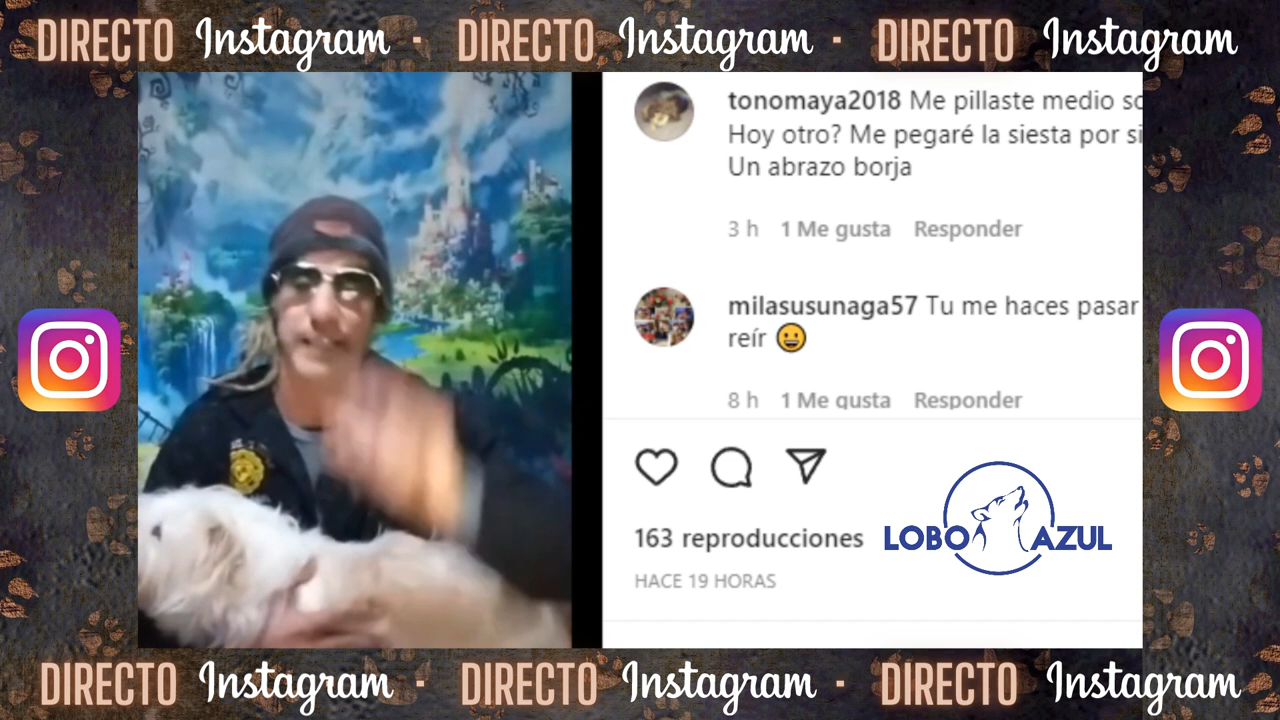 DIRECTO Instagram · DIRECTO Instagram · DIRECTO Instagram
tonomaya2018 Me pillaste medio
Hoy otro? Me pegaré la siesta por
Un abrazo borja
3 h 1 Me gusta Responder
milasusunaga57 Tu me haces pasar
reír 😀
8 h 1 Me gusta Responder
163 reproducciones
LOBO AZUL
HACE 19 HORAS
DIRECTO Instagram · DIRECTO Instagram · DIRECTO Instagram